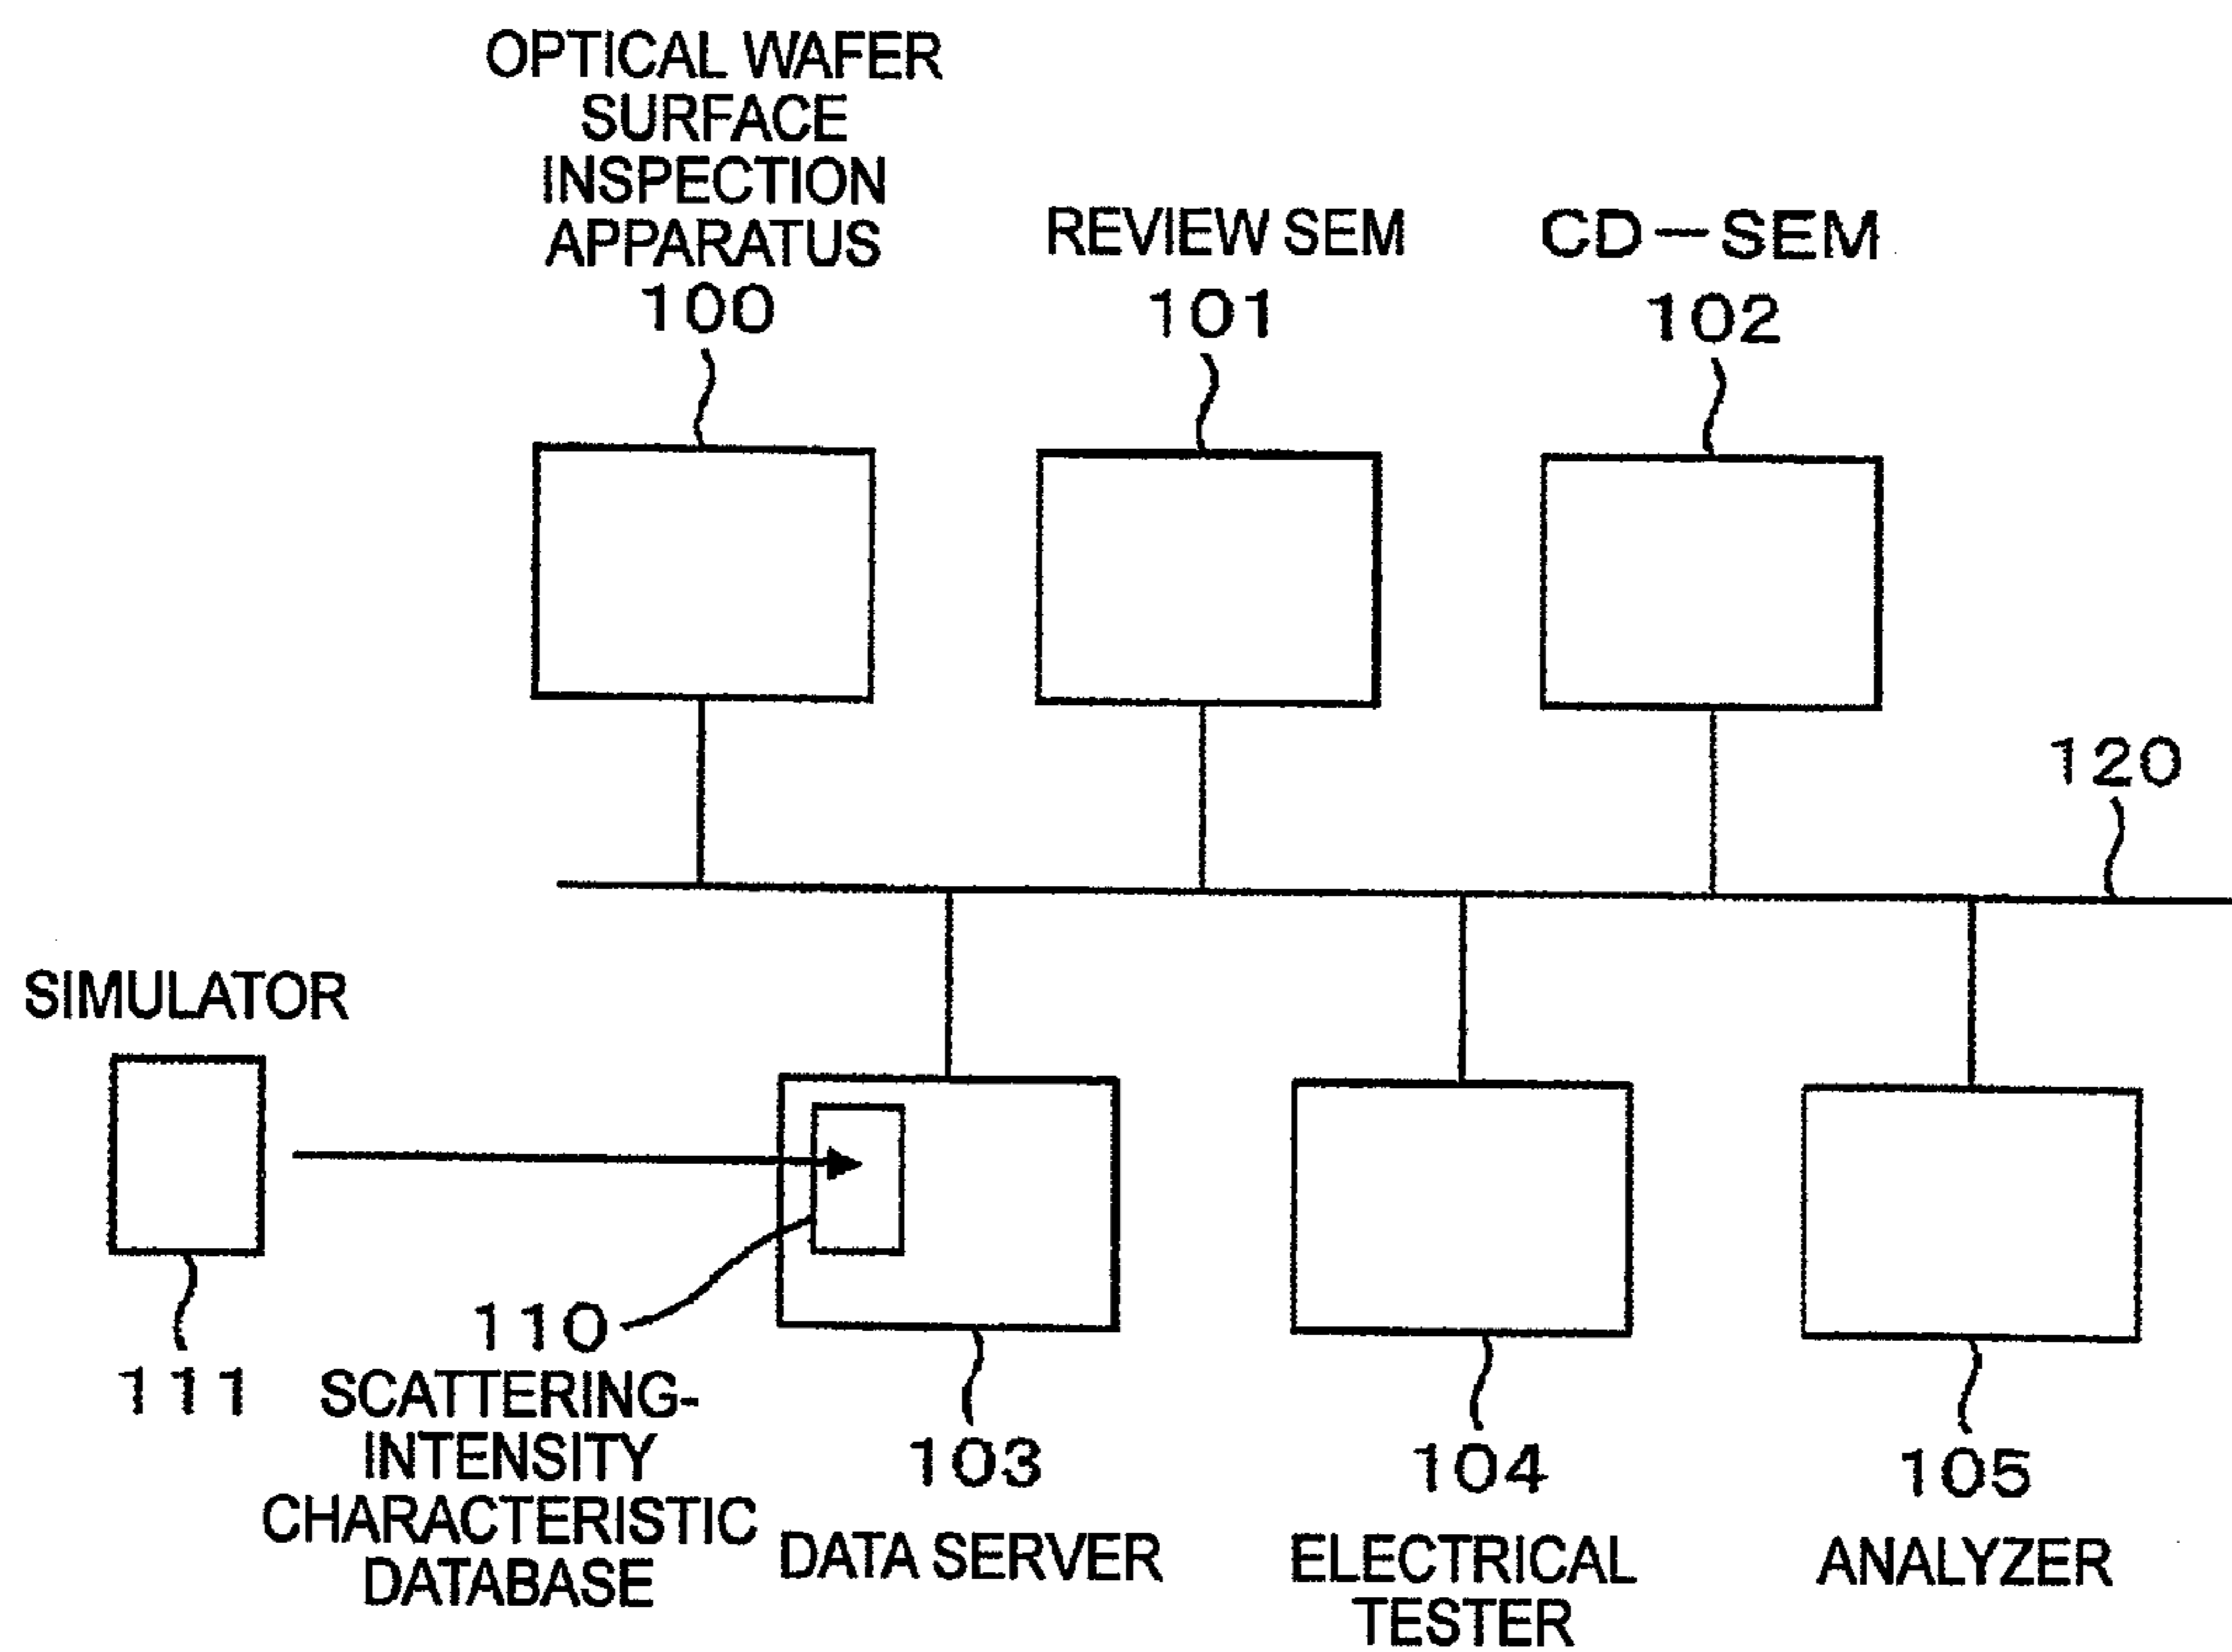 OPTICAL WAFER
SURFACE
INSPECTION
APPARATUS
100
REVIEW SEM
101
CD-SEM
102
120
SIMULATOR
111
110
SCATTERING-
INTENSITY
CHARACTERISTIC
DATABASE
103
DATA SERVER
104
ELECTRICAL
TESTER
105
ANALYZER